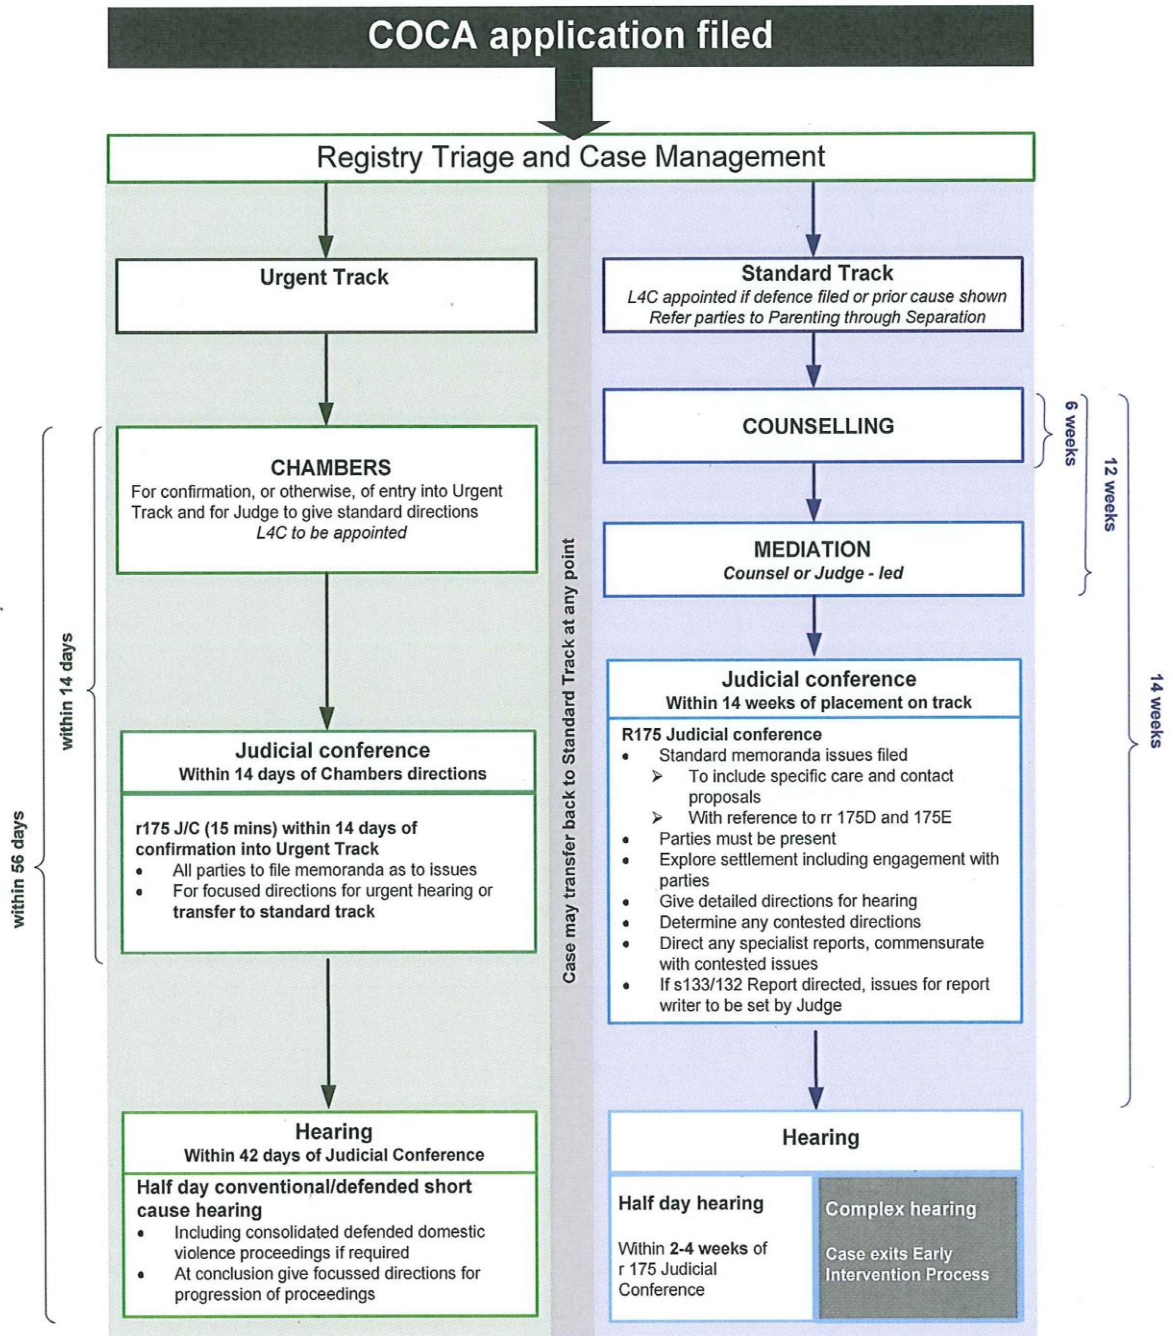 COCA application filed
Registry Triage and Case Management
Urgent Track
CHAMBERS
For confirmation, or otherwise, of entry into Urgent
Track and for Judge to give standard directions
L4C to be appointed
Judicial conference
Within 14 days of Chambers directions
r175 J/C (15 mins) within 14 days of
confirmation into Urgent Track
• All parties to file memoranda as to issues
• For focused directions for urgent hearing or
transfer to standard track
Hearing
Within 42 days of Judicial Conference
Half day conventional/defended short
cause hearing
• Including consolidated defended domestic
violence proceedings if required
• At conclusion give focussed directions for
progression of proceedings
within 14 days
within 56 days
Case may transfer back to Standard Track at any point
Standard Track
L4C appointed if defence filed or prior cause shown
Refer parties to Parenting through Separation
COUNSELLING
MEDIATION
Counsel or Judge - led
Judicial conference
Within 14 weeks of placement on track
R175 Judicial conference
• Standard memoranda issues filed
➢ To include specific care and contact
proposals
➢ With reference to rr 175D and 175E
• Parties must be present
• Explore settlement including engagement with
parties
• Give detailed directions for hearing
• Determine any contested directions
• Direct any specialist reports, commensurate
with contested issues
• If s133/132 Report directed, issues for report
writer to be set by Judge
Hearing
Half day hearing
Within 2-4 weeks of
r 175 Judicial
Conference
Complex hearing
Case exits Early
Intervention Process
6 weeks
12 weeks
14 weeks